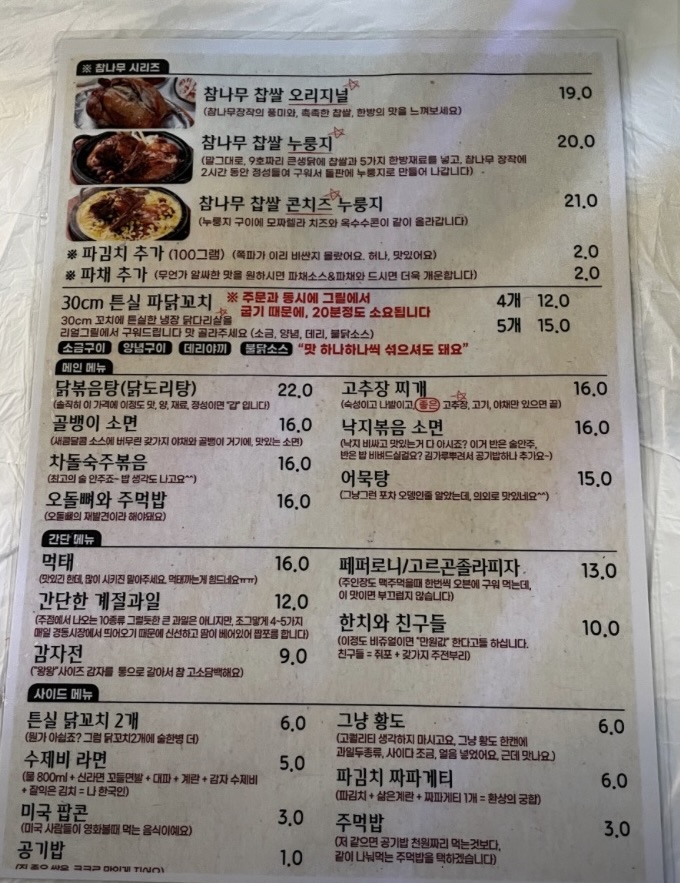 ※ 참나무 시리즈
참나무 찹쌀 오리지널 19.0
(참나무장작의 풍미와, 촉촉한 찹쌀, 한방의 맛을 느껴보세요)
참나무 찹쌀 누룽지 20.0
(말그대로, 9호짜리 큰생닭에 찹쌀과 5가지 한방재료를 넣고, 참나무 장작에
2시간 동안 정성들여 구워서 돌판에 누룽지로 만들어 나갑니다)
참나무 찹쌀 콘치즈 누룽지 21.0
(누룽지 구이에 모짜렐라 치즈와 옥수수콘이 같이 올라갑니다)
※ 파김치 추가 (100그램) (쪽파가 이리 비싼지 몰랐어요. 허나, 맛있어요) 2.0
※ 파채 추가 (무언가 알싸한 맛을 원하시면 파채소스&파채와 드시면 더욱 개운합니다) 2.0
30cm 튼실 파닭꼬치 ※ 주문과 동시에 그릴에서 4개 12.0
굽기 때문에, 20분정도 소요됩니다
30cm 꼬치에 튼실한 냉장 닭다리살을 5개 15.0
리얼그릴에서 구워드립니다 맛 골라주세요 (소금, 양념, 데리, 불닭소스)
소금구이 양념구이 데리야끼 불닭소스 "맛 하나하나씩 섞으셔도 돼요"
메인 메뉴
닭볶음탕(닭도리탕) 22.0
(솔직허 이 가격에 이정도 맛, 양, 재료, 정성이면 "갑" 입니다)
골뱅이 소면 16.0
(새콤달콤 소스에 버무린 갖가지 야채와 골뱅이 거기에, 맛있는 소면)
차돌숙주볶음 16.0
(최고의 술 안주죠~ 밥 생각도 나고요^^)
오돌뼈와 주먹밥 16.0
(오돌뼈의 재발견이라 해야돼요)
고추장 찌개 16.0
(숙성이고 나발이고, 좋은 고추장, 고기, 야채만 있으면 끝)
낙지볶음 소면 16.0
(낙지 비싸고 맛있는거 다 아시죠? 이거 반은 술안주,
반은 밥 비벼드실걸요? 김가루뿌려서 공기밥하나 추가요~)
어묵탕 15.0
(그냥그런 포차 오뎅인줄 알았는데, 의외로 맛있네요^^)
간단 메뉴
먹태 16.0
(맛있긴 한데, 많이 시키진 말아주세요. 먹태까는게 힘드네요ㅠㅠ)
간단한 계절과일 12.0
(주점에서 나오는 10종류 그럴듯한 큰 과일은 아니지만, 조그맣게 4~5가지
매일 경동시장에서 띄어오기 때문에 신선하고 땀이 베어있어 짭포름 합니다)
감자전 9.0
("왕왕"사이즈 감자를 통으로 갈아서 참 고소담백해요)
페퍼로니/고르곤졸라피자 13.0
(주인장도 맥주먹을때 한번씩 오븐에 구워 먹는데,
이 맛이면 부끄럽지 않습니다)
한치와 친구들 10.0
(이정도 비쥬얼이면 "만원값" 한다고들 하십니다.
친구들 = 쥐포 + 갖가지 주전부리)
사이드 메뉴
튼실 닭꼬치 2개 6.0
(뭔가 아쉽죠? 그럼 닭꼬치2개에 술한병 더)
수제비 라면 5.0
(물 800ml + 신라면 꼬들면발 + 대파 + 계란 + 감자 수제비
+ 잘익은 김치 = 나 한국인)
미국 팝콘 3.0
(미국 사람들이 영화볼때 먹는 음식이예요)
공기밥 1.0
그냥 황도 6.0
(고퀄리티 생각하지 마시고요, 그냥 황도 한캔에
과일두종류, 사이다 조금, 얼음 넣었어요, 근데 맛나요.)
파김치 짜파게티 6.0
(파김치 + 삶은계란 + 짜파게티 1개 = 환상의 궁합)
주먹밥 3.0
(저 같으면 공기밥 천원짜리 먹는것보다,
같이 나눠먹는 주먹밥을 택하겠습니다)